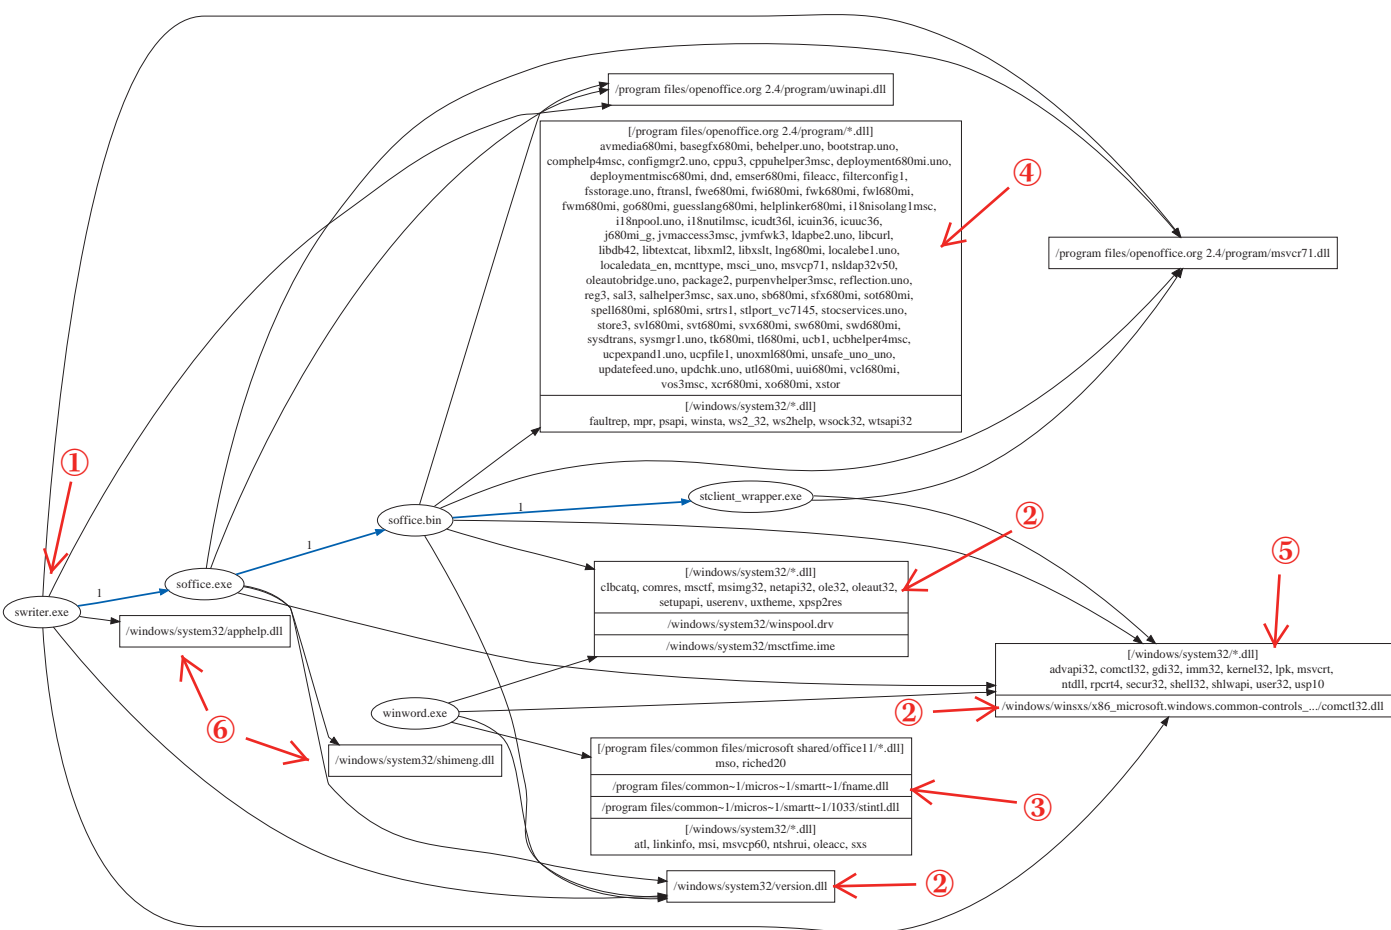 /program files/openoffice.org 2.4/program/uwinapi.dll
[/program files/openoffice.org 2.4/program/*.dll]
avmedia680mi, basegfx680mi, behelper.uno, bootstrap.uno,
comphelp4msc, configmgr2.uno, cppu3, cppuhelper3msc, deployment680mi.uno,
deploymentmisc680mi, dnd, emser680mi, fileacc, filterconfig1,
fsstorage.uno, ftransl, fwe680mi, fwi680mi, fwk680mi, fwl680mi,
fwm680mi, go680mi, guesslang680mi, helplinker680mi, i18nisolang1msc,
i18npool.uno, i18nutilmsc, icudt36l, icuin36, icuuc36,
j680mi_g, jvmaccess3msc, jvmfwk3, ldapbe2.uno, libcurl,
libdb42, libtextcat, libxml2, libxslt, lng680mi, localebe1.uno,
localedata_en, mcnttype, msci_uno, msvcp71, nsldap32v50,
oleautobridge.uno, package2, purpenvhelper3msc, reflection.uno,
reg3, sal3, salhelper3msc, sax.uno, sb680mi, sfx680mi, sot680mi,
spell680mi, spl680mi, srtrs1, stlport_vc7145, stocservices.uno,
store3, svl680mi, svt680mi, svx680mi, sw680mi, swd680mi,
sysdtrans, sysmgr1.uno, tk680mi, tl680mi, ucb1, ucbhelper4msc,
ucpexpand1.uno, ucpfile1, unoxml680mi, unsafe_uno_uno,
updatefeed.uno, updchk.uno, utl680mi, uui680mi, vcl680mi,
vos3msc, xcr680mi, xo680mi, xstor
[/windows/system32/*.dll]
faultrep, mpr, psapi, winsta, ws2_32, ws2help, wsock32, wtsapi32
④
/program files/openoffice.org 2.4/program/msvcr71.dll
①
stclient_wrapper.exe
1
soffice.bin
1
soffice.exe
1
swriter.exe
②
[/windows/system32/*.dll]
clbcatq, comres, msctf, msimg32, netapi32, ole32, oleaut32,
setupapi, userenv, uxtheme, xpsp2res
/windows/system32/winspool.drv
/windows/system32/msctfime.ime
⑤
/windows/system32/apphelp.dll
[/windows/system32/*.dll]
advapi32, comctl32, gdi32, imm32, kernel32, lpk, msvcrt,
ntdll, rpcrt4, secur32, shell32, shlwapi, user32, usp10
/windows/winsxs/x86_microsoft.windows.common-controls_.../comctl32.dll
②
winword.exe
⑥
/windows/system32/shimeng.dll
[/program files/common files/microsoft shared/office11/*.dll]
mso, riched20
/program files/common~1/micros~1/smartt~1/fname.dll
/program files/common~1/micros~1/smartt~1/1033/stintl.dll
[/windows/system32/*.dll]
atl, linkinfo, msi, msvcp60, ntshrui, oleacc, sxs
③
/windows/system32/version.dll
②